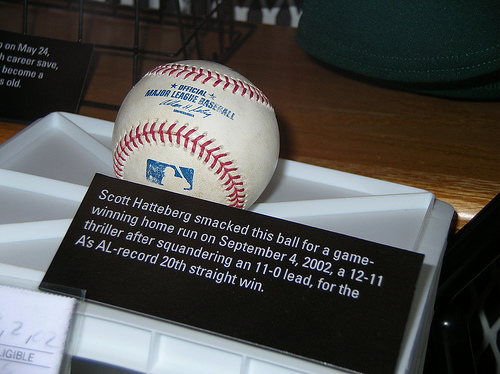 on May 24,
career save,
become a
s old.
OFFICIAL
MAJOR LEAGUE BASEBALL
Scott Hatteberg smacked this ball for a game-
winning home run on September 4, 2002, a 12-11
thriller after squandering an 11-0 lead, for the
A's AL-record 20th straight win.
IGIBLE